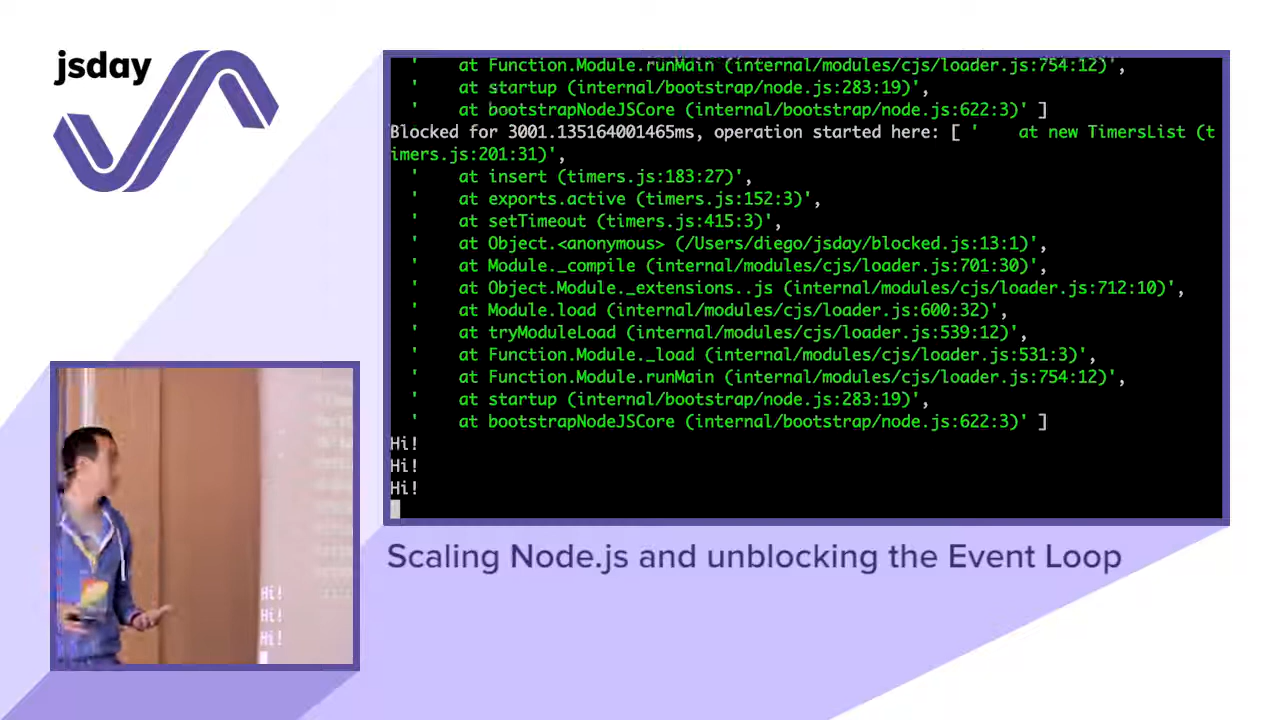 jsday
'    at Function.Module.runMain (internal/modules/cjs/loader.js:754:12)',
'    at startup (internal/bootstrap/node.js:283:19)',
'    at bootstrapNodeJSCore (internal/bootstrap/node.js:622:3)' ]
Blocked for 3001.135164001465ms, operation started here: [ '    at new TimersList (t
imers.js:201:31)',
'    at insert (timers.js:183:27)',
'    at exports.active (timers.js:152:3)',
'    at setTimeout (timers.js:415:3)',
'    at Object.<anonymous> (/Users/diego/jsday/blocked.js:13:1)',
'    at Module._compile (internal/modules/cjs/loader.js:701:30)',
'    at Object.Module._extensions..js (internal/modules/cjs/loader.js:712:10)',
'    at Module.load (internal/modules/cjs/loader.js:600:32)',
'    at tryModuleLoad (internal/modules/cjs/loader.js:539:12)',
'    at Function.Module._load (internal/modules/cjs/loader.js:531:3)',
'    at Function.Module.runMain (internal/modules/cjs/loader.js:754:12)',
'    at startup (internal/bootstrap/node.js:283:19)',
'    at bootstrapNodeJSCore (internal/bootstrap/node.js:622:3)' ]
Hi!
Hi!
Hi!
Hi!
Hi!
Hi!
Scaling Node.js and unblocking the Event Loop